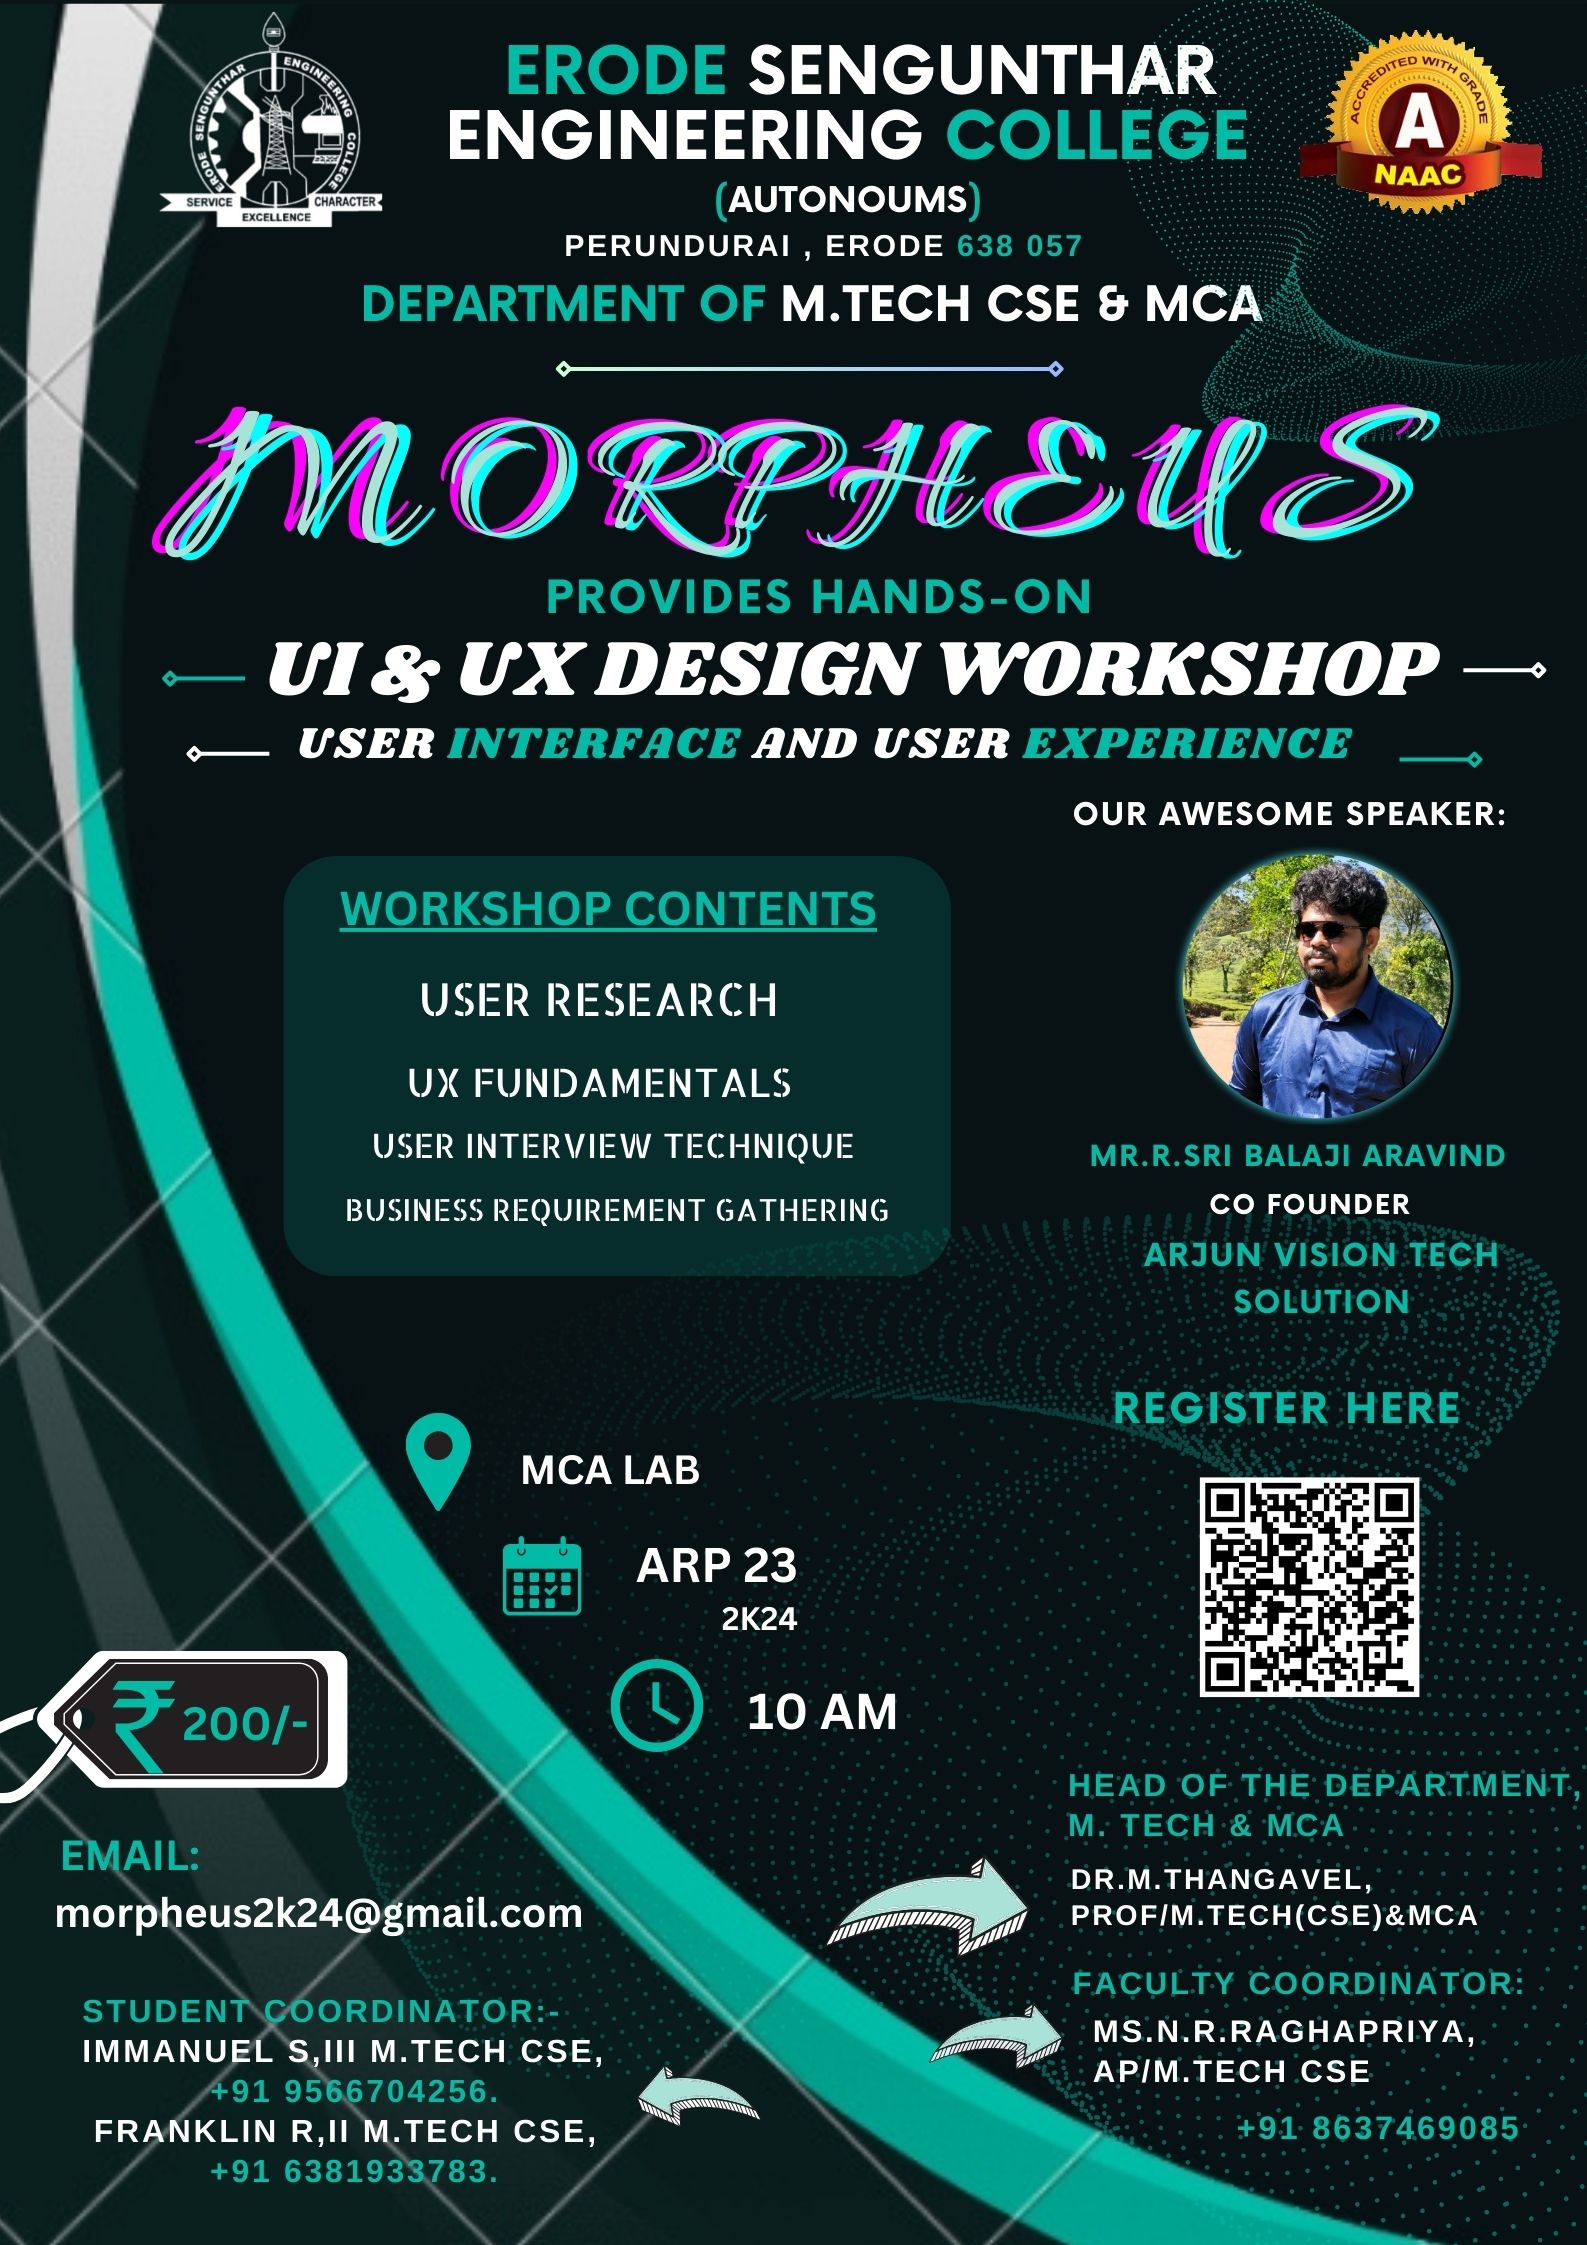 ERODE SENGUNTHAR ENGINEERING COLLEGE
SERVICE
EXCELLENCE
CHARACTER
ERODE SENGUNTHAR
ENGINEERING COLLEGE
(AUTONOUMS)
PERUNDURAI , ERODE 638 057
ACCREDITED WITH GRADE
A
NAAC
DEPARTMENT OF M.TECH CSE & MCA
MORPHEUS
PROVIDES HANDS-ON
UI & UX DESIGN WORKSHOP
USER INTERFACE AND USER EXPERIENCE
OUR AWESOME SPEAKER:
WORKSHOP CONTENTS
USER RESEARCH
UX FUNDAMENTALS
USER INTERVIEW TECHNIQUE
BUSINESS REQUIREMENT GATHERING
MR.R.SRI BALAJI ARAVIND
CO FOUNDER
ARJUN VISION TECH
SOLUTION
REGISTER HERE
MCA LAB
ARP 23
2K24
10 AM
₹ 200/-
EMAIL:
morpheus2k24@gmail.com
STUDENT COORDINATOR:-
IMMANUEL S,III M.TECH CSE,
+91 9566704256.
FRANKLIN R,II M.TECH CSE,
+91 6381933783.
HEAD OF THE DEPARTMENT,
M. TECH & MCA
DR.M.THANGAVEL,
PROF/M.TECH(CSE)&MCA
FACULTY COORDINATOR:
MS.N.R.RAGHAPRIYA,
AP/M.TECH CSE
+91 8637469085